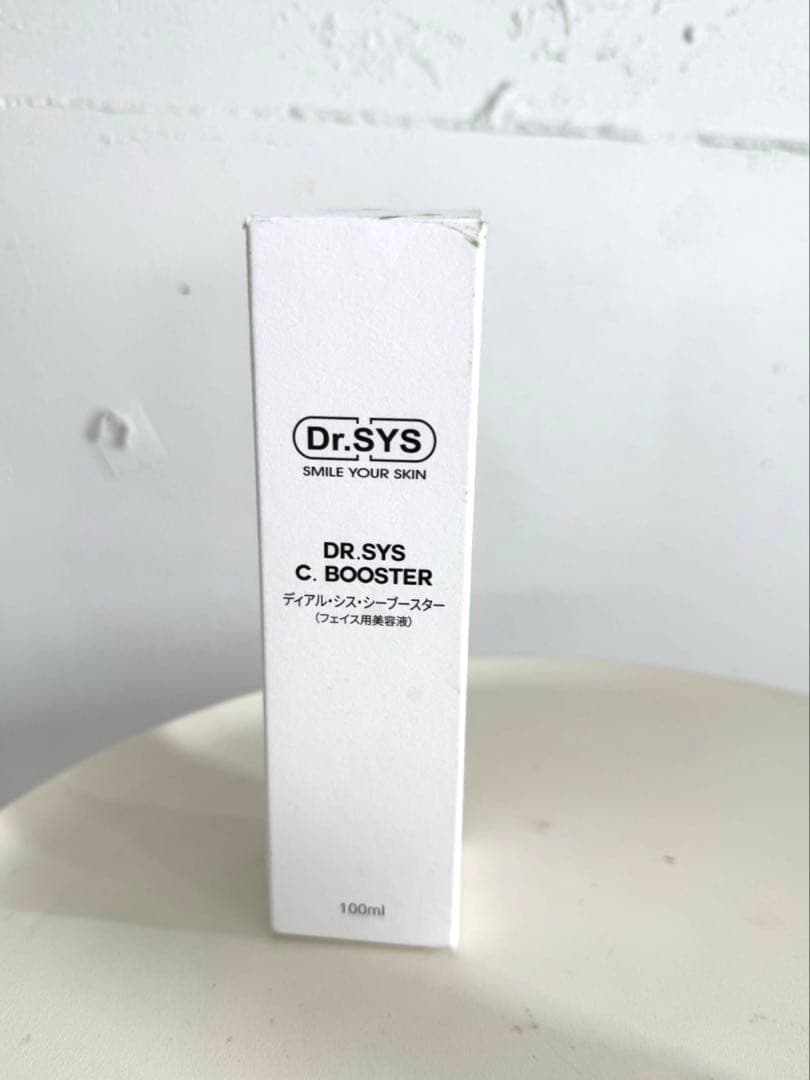 Dr.SYS
SMILE YOUR SKIN
DR.SYS
C. BOOSTER
ディアル・シス・シーブースター
(フェイス用美容液)
100ml